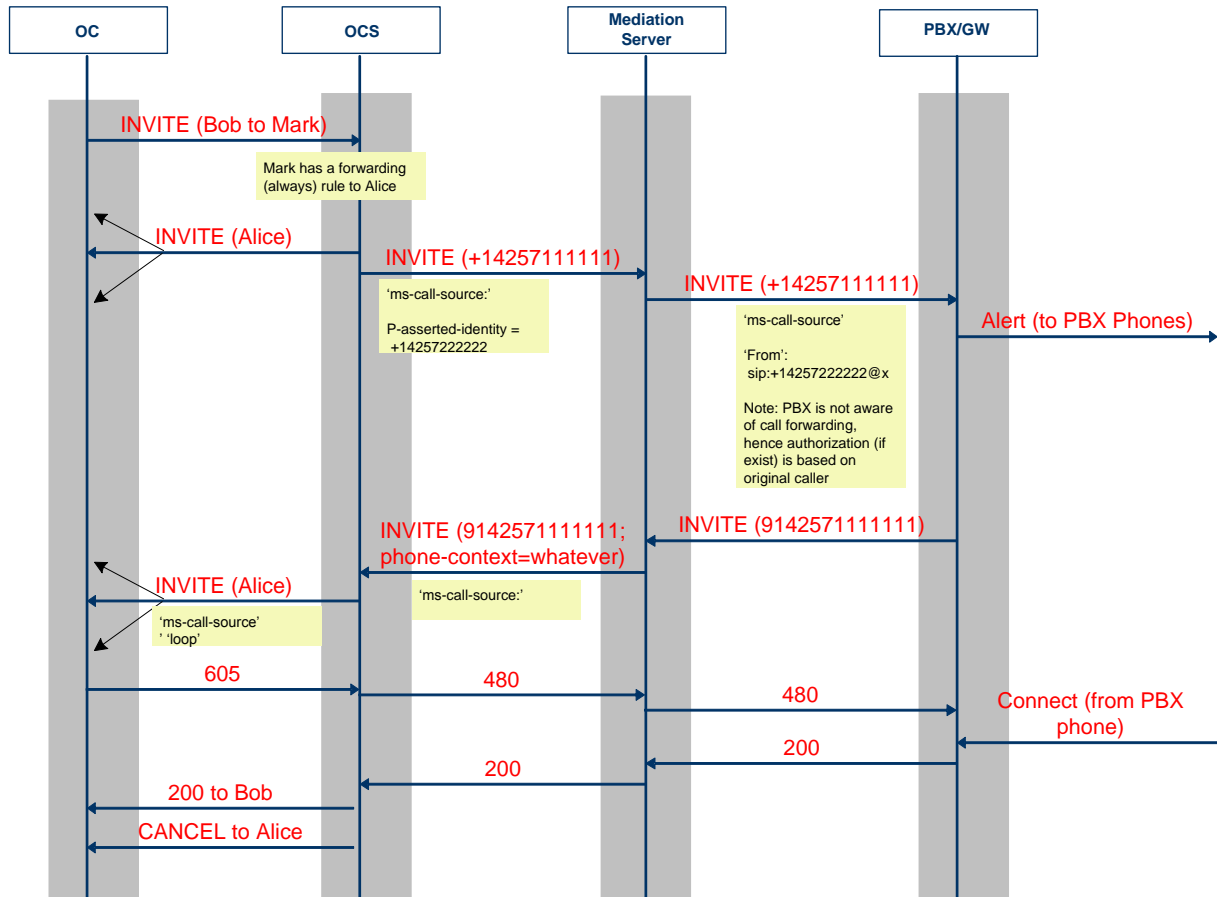 OC
OCS
Mediation
Server
PBX/GW
INVITE (Bob to Mark)
Mark has a forwarding
(always) rule to Alice
INVITE (Alice)
INVITE (+14257111111)
'ms-call-source:'
P-asserted-identity =
+14257222222
INVITE (+14257111111)
'ms-call-source'
'From':
sip:+14257222222@x
Note: PBX is not aware
of call forwarding,
hence authorization (if
exist) is based on
original caller
Alert (to PBX Phones)
INVITE (9142571111111)
INVITE (9142571111111;
phone-context=whatever)
'ms-call-source:'
INVITE (Alice)
'ms-call-source'
' 'loop'
605
480
480
Connect (from PBX
phone)
200
200
200 to Bob
CANCEL to Alice